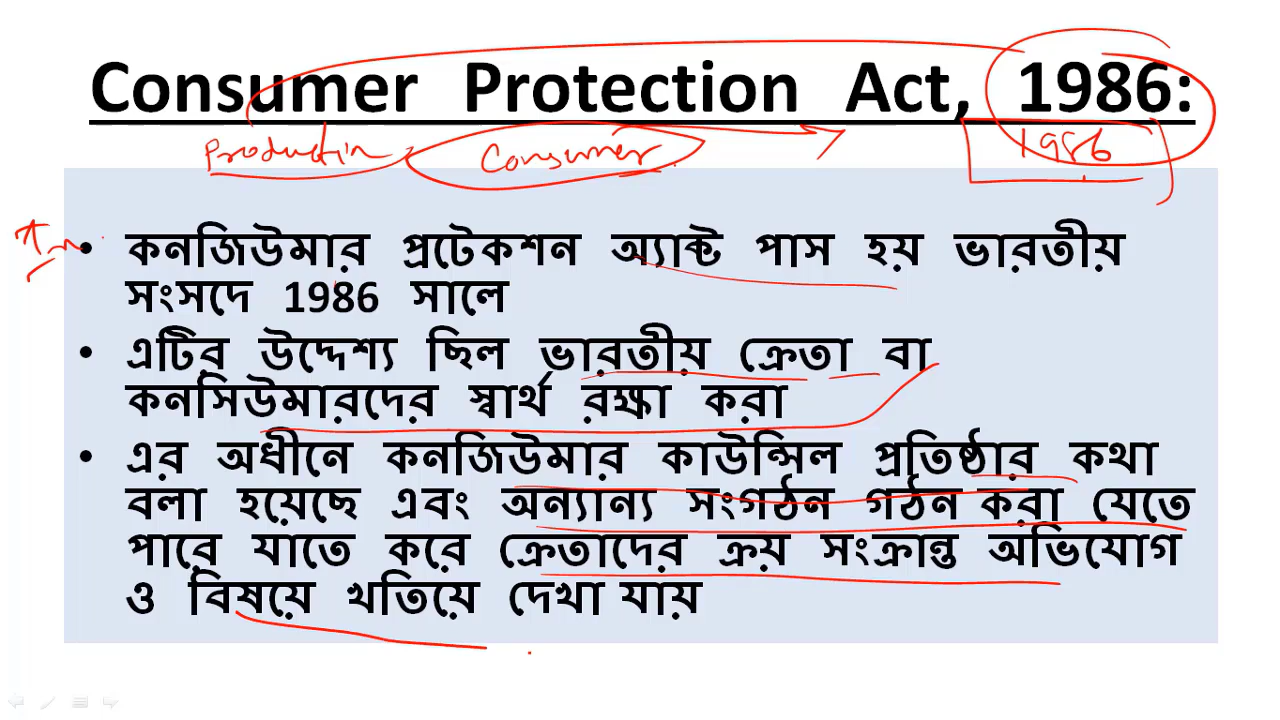 Consumer Protection Act, 1986:
Production Consumer 1986
• কনজিউমার প্রটেকশন অ্যাক্ট পাস হয় ভারতীয়
সংসদে 1986 সালে
• এটির উদ্দেশ্য ছিল ভারতীয় ক্রেতা বা
কনসিউমারদের স্বার্থ রক্ষা করা
• এর অধীনে কনজিউমার কাউন্সিল প্রতিষ্ঠার কথা
বলা হয়েছে এবং অন্যান্য সংগঠন গঠন করা যেতে
পারে যাতে করে ক্রেতাদের ক্রয় সংক্রান্ত অভিযোগ
ও বিষয়ে খতিয়ে দেখা যায়